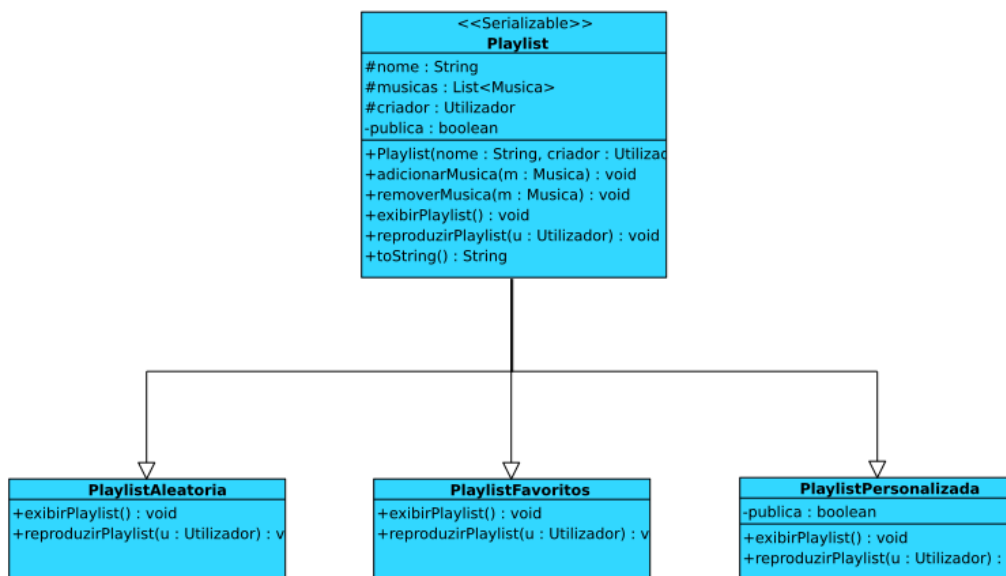 <<Serializable>>
Playlist
#nome : String
#musicas : List<Musica>
#criador : Utilizador
-publica : boolean
+Playlist(nome : String, criador : Utilizad
+adicionarMusica(m : Musica) : void
+removerMusica(m : Musica) : void
+exibirPlaylist() : void
+reproduzirPlaylist(u : Utilizador) : void
+toString() : String
PlaylistAleatoria
+exibirPlaylist() : void
+reproduzirPlaylist(u : Utilizador) : v
PlaylistFavoritos
+exibirPlaylist() : void
+reproduzirPlaylist(u : Utilizador) : v
PlaylistPersonalizada
-publica : boolean
+exibirPlaylist() : void
+reproduzirPlaylist(u : Utilizador) :